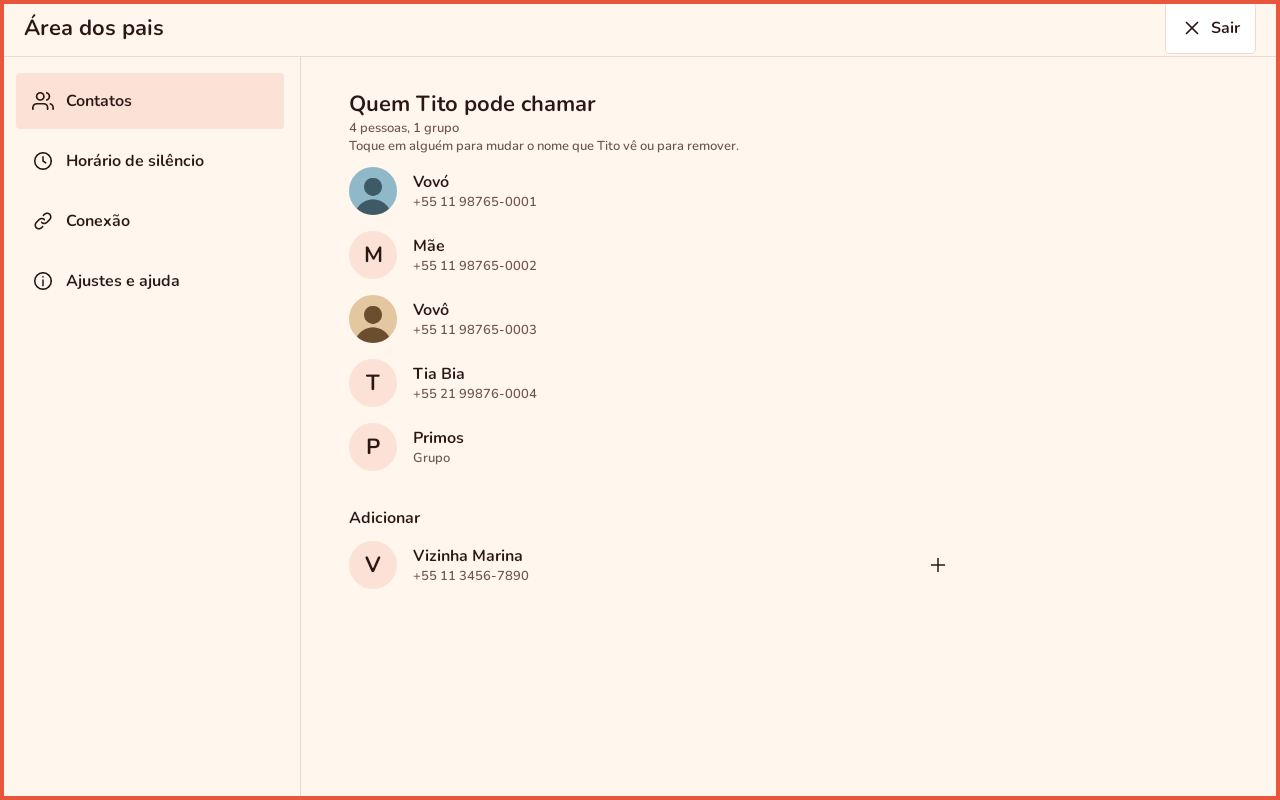 Área dos pais
Sair
Contatos
Horário de silêncio
Conexão
Ajustes e ajuda
Quem Tito pode chamar
4 pessoas, 1 grupo
Toque em alguém para mudar o nome que Tito vê ou para remover.
Vovó
+55 11 98765-0001
M
Mãe
+55 11 98765-0002
Vovô
+55 11 98765-0003
T
Tia Bia
+55 21 99876-0004
P
Primos
Grupo
Adicionar
V
Vizinha Marina
+55 11 3456-7890